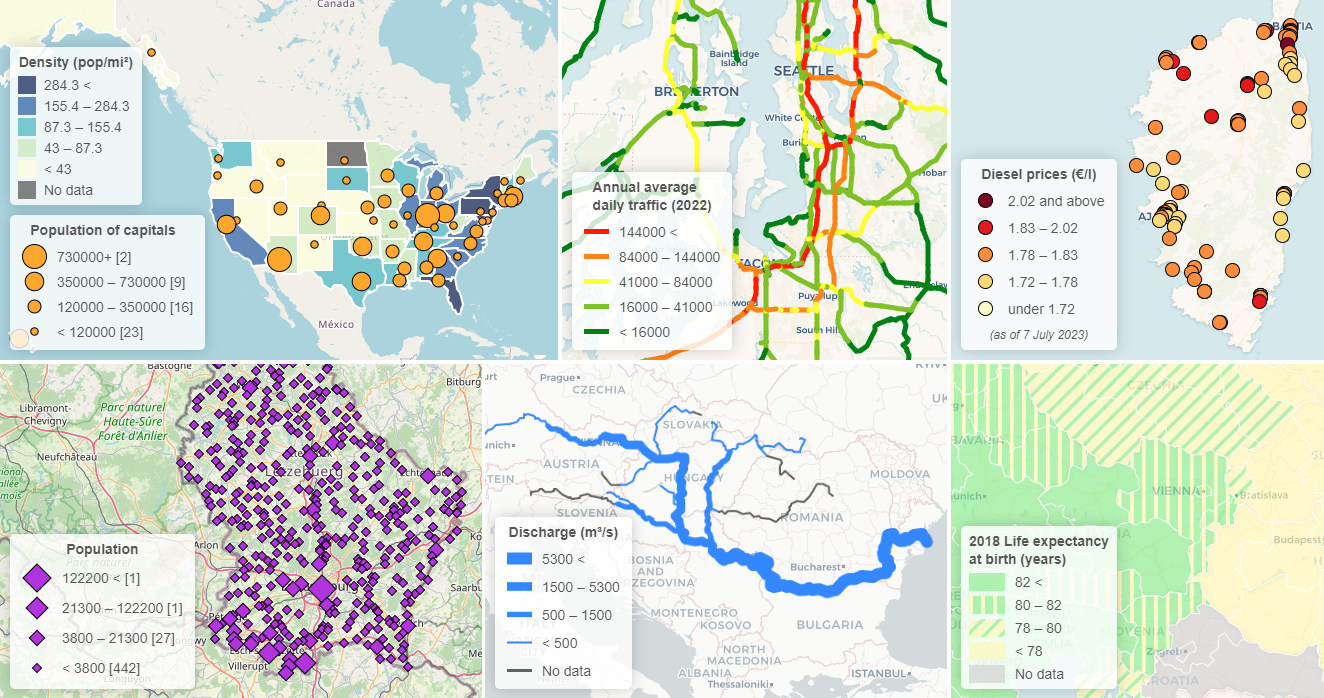 Canada
Density (pop/mi²)
284.3 <
155.4 – 284.3
87.3 – 155.4
43 – 87.3
< 43
No data
Population of capitals
730000+ [2]
350000 – 730000 [9]
120000 – 350000 [16]
< 120000 [23]
México
Bainbridge
Island
SEATTLE
BREMERTON
White Center
Annual average
daily traffic (2022)
144000 <
84000 – 144000
41000 – 84000
16000 – 41000
< 16000
Lakewood
Puyallup
South Hill
Diesel prices (€/l)
2.02 and above
1.83 – 2.02
1.78 – 1.83
1.72 – 1.78
under 1.72
(as of 7 July 2023)
Bastogne
Bitburg
Libramont-
Chevigny
Parc naturel
Haute-Sûre
Forêt d'Anlier
Neufchâteau
Lëtzebuerg
Arlon
Saarbu
Villerupt
Longuyon
Population
122200 < [1]
21300 – 122200 [1]
3800 – 21300 [27]
< 3800 [442]
Prague
CZECHIA
SLOVAKIA
VIENNA
AUSTRIA
HUNGARY
MOLDOVA
SLOVENIA
ROMANIA
Bucharest
BOSNIA
AND
HERZEGOVINA
MONTENEGRO
KOSOVO
BULGARIA
NORTH
MACEDONIA
ALBANIA
Thessaloniki
ISTANBUL
Discharge (m³/s)
5300 <
1500 – 5300
500 – 1500
< 500
No data
CZECHIA
BAVARIA
VIENNA
Bratislava
Budapest
SLOVENIA
Zagreb
CROATIA
2018 Life expectancy
at birth (years)
82 <
80 – 82
78 – 80
< 78
No data